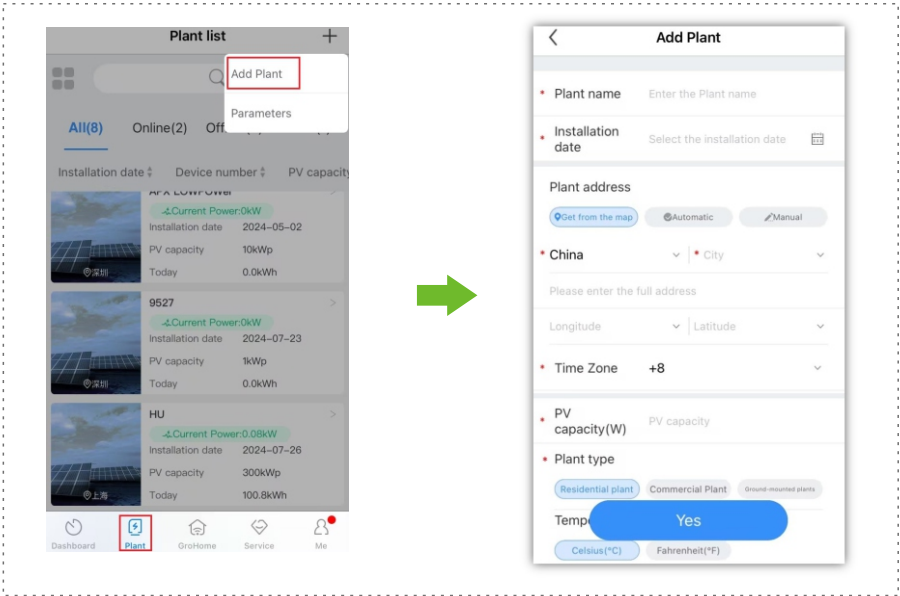 Plant list
+
Add Plant
Parameters
All(8) Online(2)
Installation date Device number PV capacity
Current Power:0kW
Installation date 2024-05-02
PV capacity 10kWp
深圳 Today 0.0kWh
9527
Current Power:0kW
Installation date 2024-07-23
PV capacity 1kWp
深圳 Today 0.0kWh
HU
Current Power:0.08kW
Installation date 2024-07-26
PV capacity 300kWp
上海 Today 100.8kWh
Dashboard Plant GroHome Service Me
Add Plant
* Plant name Enter the Plant name
* Installation date Select the installation date
Plant address
Get from the map Automatic Manual
* China * City
Please enter the full address
Longitude Latitude
* Time Zone +8
* PV capacity(W) PV capacity
* Plant type
Residential plant Commercial Plant Ground-mounted plants
Yes
Celsius(°C) Fahrenheit(°F)